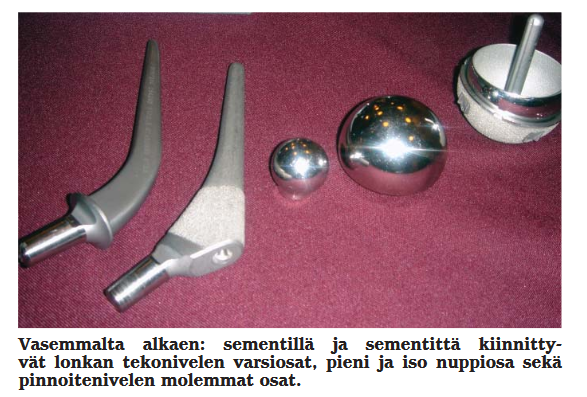 Vasemmalta alkaen: sementillä ja sementittä kiinnitty-
vät lonkan tekonivelen varsiosat, pieni ja iso nuppiosa sekä
pinnoitenivelen molemmat osat.